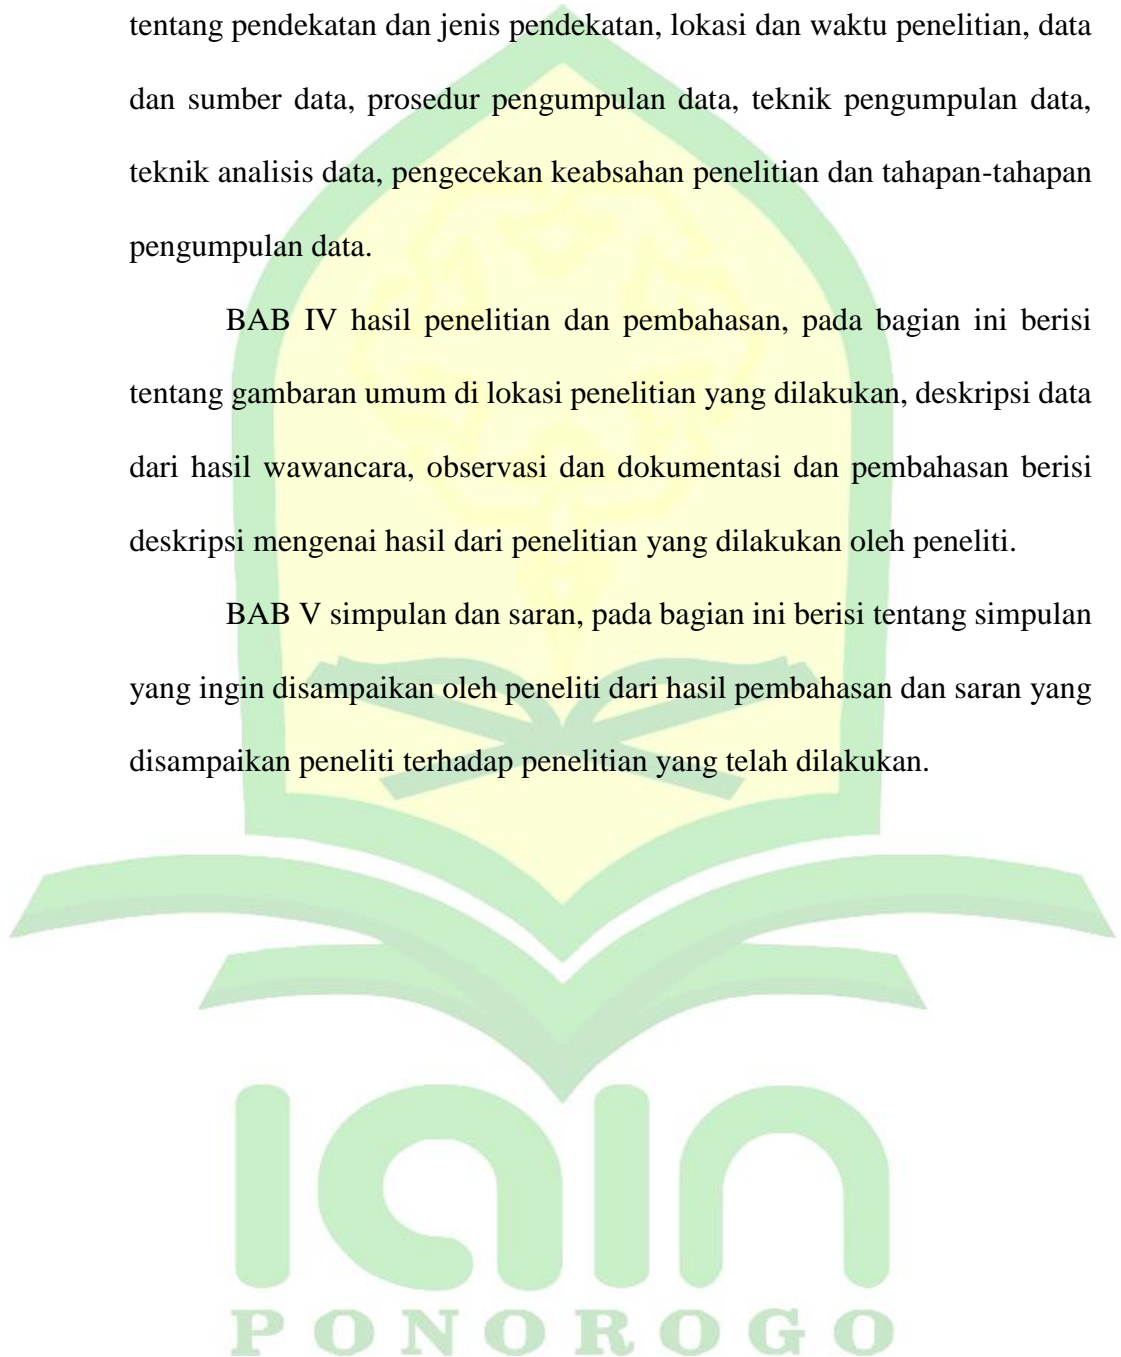 tentang pendekatan dan jenis pendekatan, lokasi dan waktu penelitian, data
dan sumber data, prosedur pengumpulan data, teknik pengumpulan data,
teknik analisis data, pengecekan keabsahan penelitian dan tahapan-tahapan
pengumpulan data.
BAB IV hasil penelitian dan pembahasan, pada bagian ini berisi
tentang gambaran umum di lokasi penelitian yang dilakukan, deskripsi data
dari hasil wawancara, observasi dan dokumentasi dan pembahasan berisi
deskripsi mengenai hasil dari penelitian yang dilakukan oleh peneliti.
BAB V simpulan dan saran, pada bagian ini berisi tentang simpulan
yang ingin disampaikan oleh peneliti dari hasil pembahasan dan saran yang
disampaikan peneliti terhadap penelitian yang telah dilakukan.
iain
PONOROGO